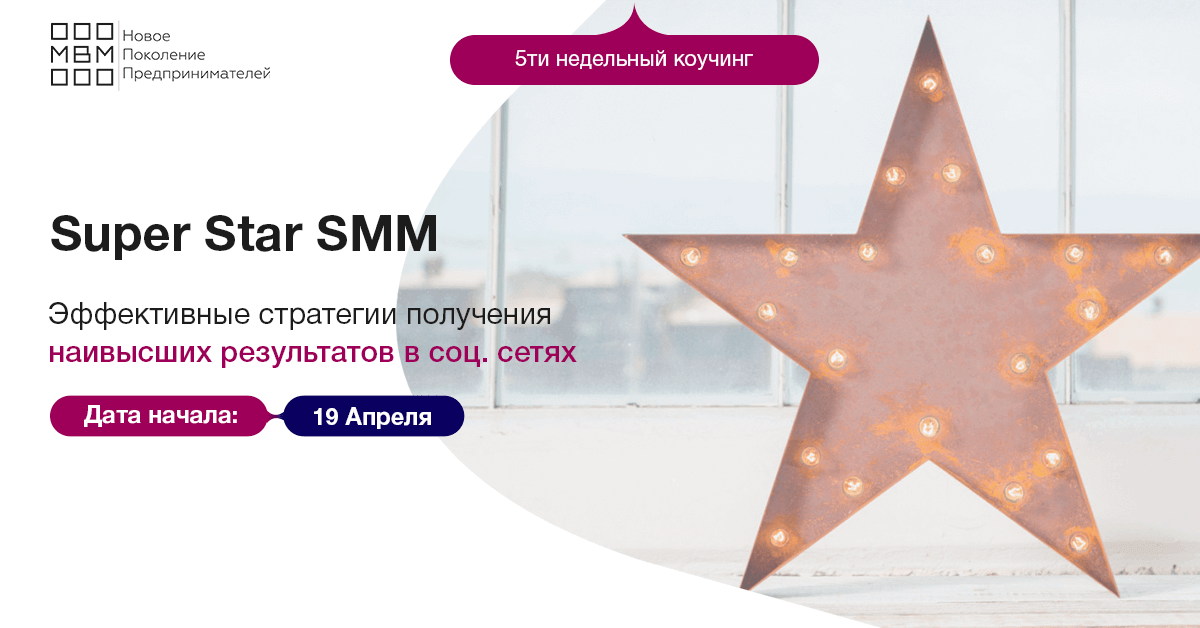 МВМ
Новое
Поколение
Предпринимателей
5ти недельный коучинг
Super Star SMM
Эффективные стратегии получения
наивысших результатов в соц. сетях
Дата начала:
19 Апреля